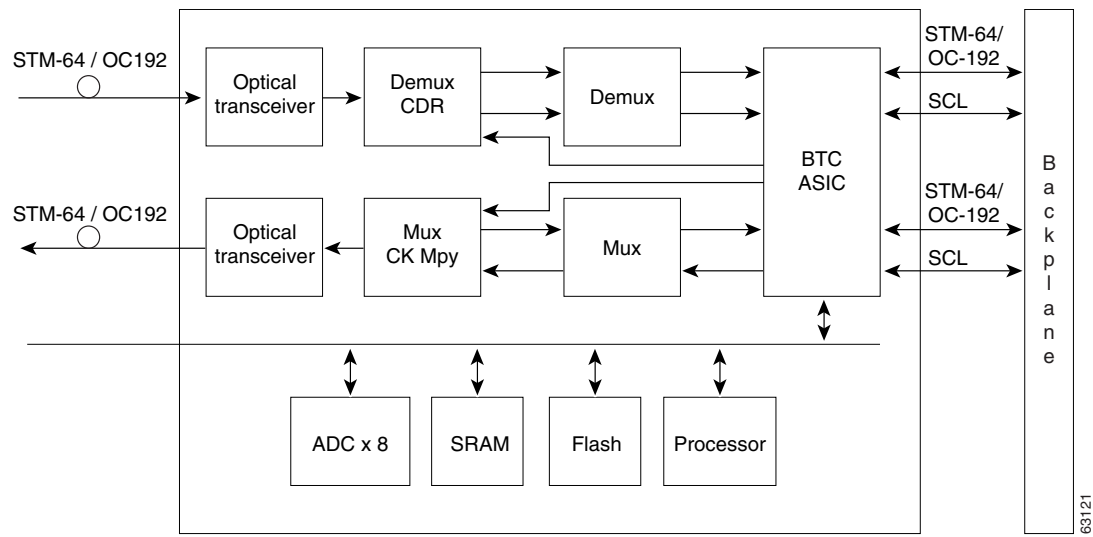 STM-64 / OC192
Optical
transceiver
Demux
CDR
Demux
BTC
ASIC
STM-64/
OC-192
SCL
STM-64 / OC192
Optical
transceiver
Mux
CK Mpy
Mux
STM-64/
OC-192
SCL
Backplane
ADC x 8
SRAM
Flash
Processor
63121